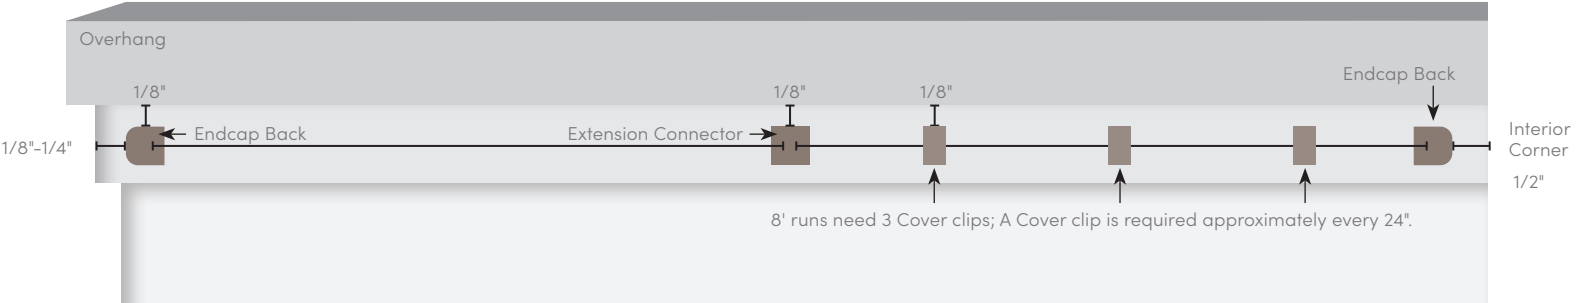 Overhang
Endcap Back
1/8"
1/8"
1/8"
Endcap Back
Extension Connector
1/8"-1/4"
Interior
Corner
1/2"
8' runs need 3 Cover clips; A Cover clip is required approximately every 24".